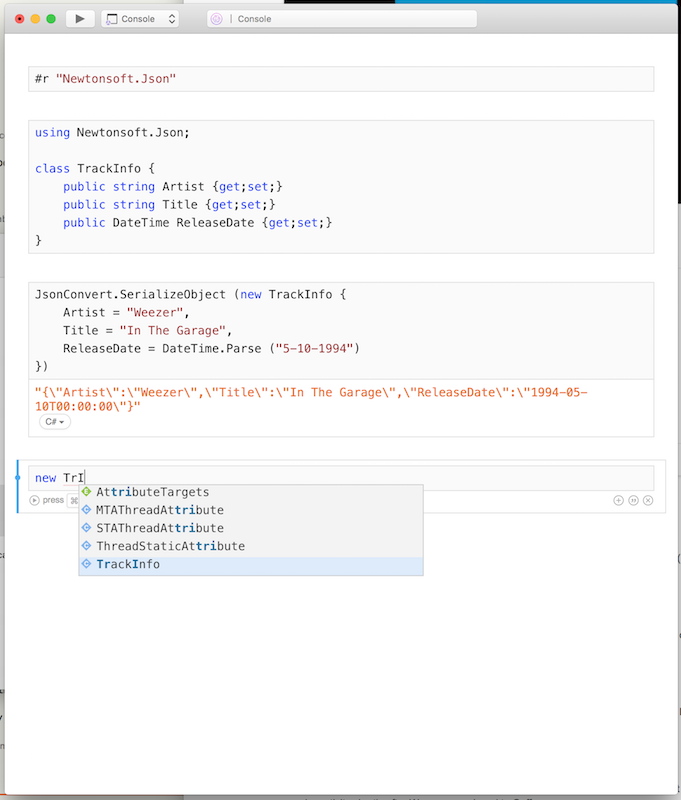 Console
Console
#r "Newtonsoft.Json"
using Newtonsoft.Json;
class TrackInfo {
public string Artist {get;set;}
public string Title {get;set;}
public DateTime ReleaseDate {get;set;}
}
JsonConvert.SerializeObject (new TrackInfo {
Artist = "Weezer",
Title = "In The Garage",
ReleaseDate = DateTime.Parse ("5-10-1994")
})
"{\"Artist\":\"Weezer\",\"Title\":\"In The Garage\",\"ReleaseDate\":\"1994-05-
10T00:00:00\"}"
C#
new TrI
press ⌘
AttributeTargets
MTAThreadAttribute
STAThreadAttribute
ThreadStaticAttribute
TrackInfo